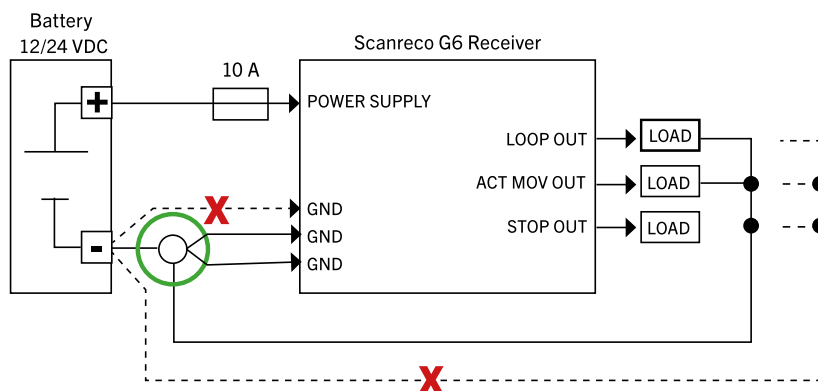 Battery
12/24 VDC
Scanreco G6 Receiver
10 A
+
POWER SUPPLY
LOOP OUT
LOAD
ACT MOV OUT
LOAD
X
GND
STOP OUT
LOAD
GND
-
GND
X